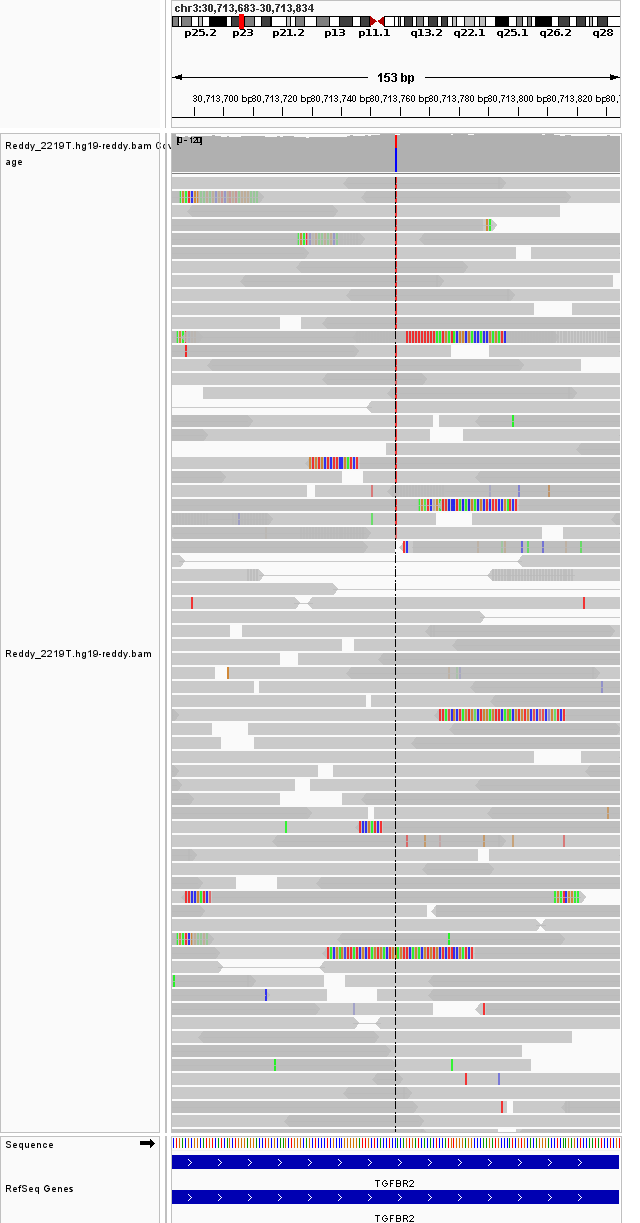 chr3:30,713,683-30,713,834
p25.2 p23 p21.2 p13 p11.1 q13.2 q22.1 q25.1 q26.2 q28
153 bp
30,713,700 bp 30,713,720 bp 30,713,740 bp 30,713,760 bp 30,713,780 bp 30,713,800 bp 30,713,820 bp
Reddy_2219T.hg19-reddy.bam Cov
age
[0 - 120]
Reddy_2219T.hg19-reddy.bam
Sequence
RefSeq Genes
TGFBR2
TGFBR2